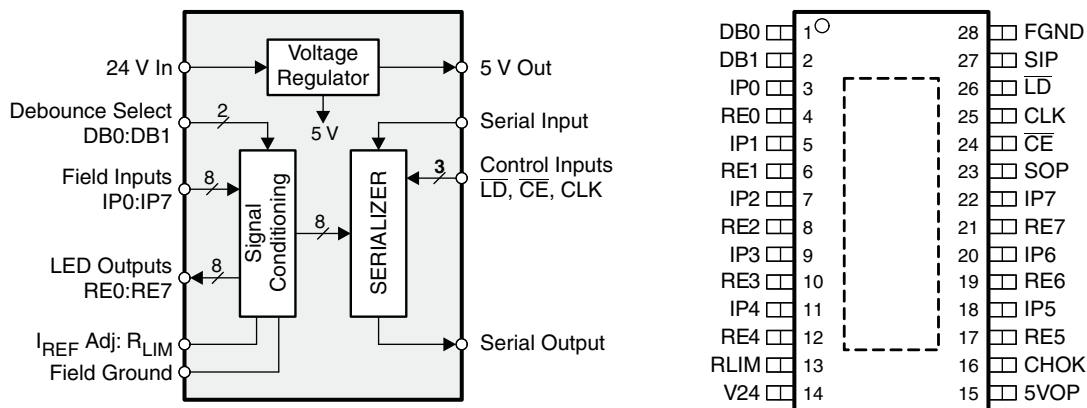 24 V In
Voltage
Regulator
5 V Out
5 V
Debounce Select
DB0:DB1
2
Serial Input
Field Inputs
IP0:IP7
8
Signal
Conditioning
8
SERIALIZER
3
Control Inputs
LD, CE, CLK
LED Outputs
RE0:RE7
8
IREF Adj: RLIM
Field Ground
Serial Output
DB0 1 28 FGND
DB1 2 27 SIP
IP0 3 26 LD
RE0 4 25 CLK
IP1 5 24 CE
RE1 6 23 SOP
IP2 7 22 IP7
RE2 8 21 RE7
IP3 9 20 IP6
RE3 10 19 RE6
IP4 11 18 IP5
RE4 12 17 RE5
RLIM 13 16 CHOK
V24 14 15 5VOP